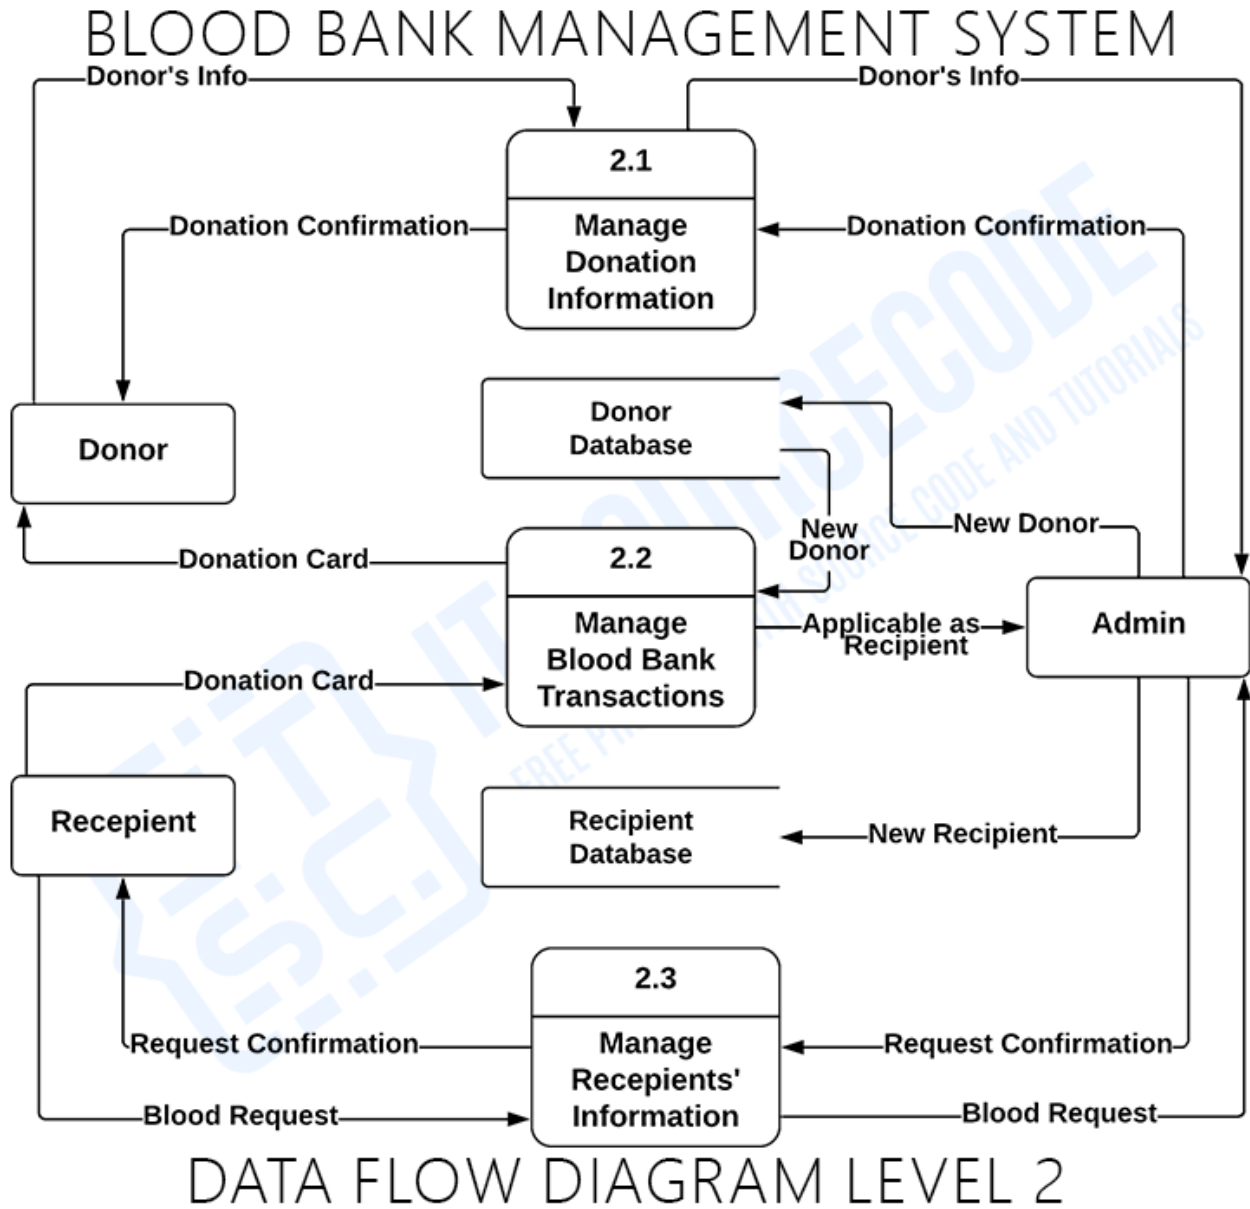 BLOOD BANK MANAGEMENT SYSTEM
Donor's Info
Donor's Info
2.1
Donation Confirmation
Manage
Donation
Information
Donation Confirmation
Donor
Database
Donor
New Donor
New
Donor
Donation Card
2.2
Manage
Blood Bank
Transactions
Applicable as
Recipient
Admin
Donation Card
Recepient
Recipient
Database
New Recipient
2.3
Request Confirmation
Manage
Recepients'
Information
Request Confirmation
Blood Request
Blood Request
DATA FLOW DIAGRAM LEVEL 2